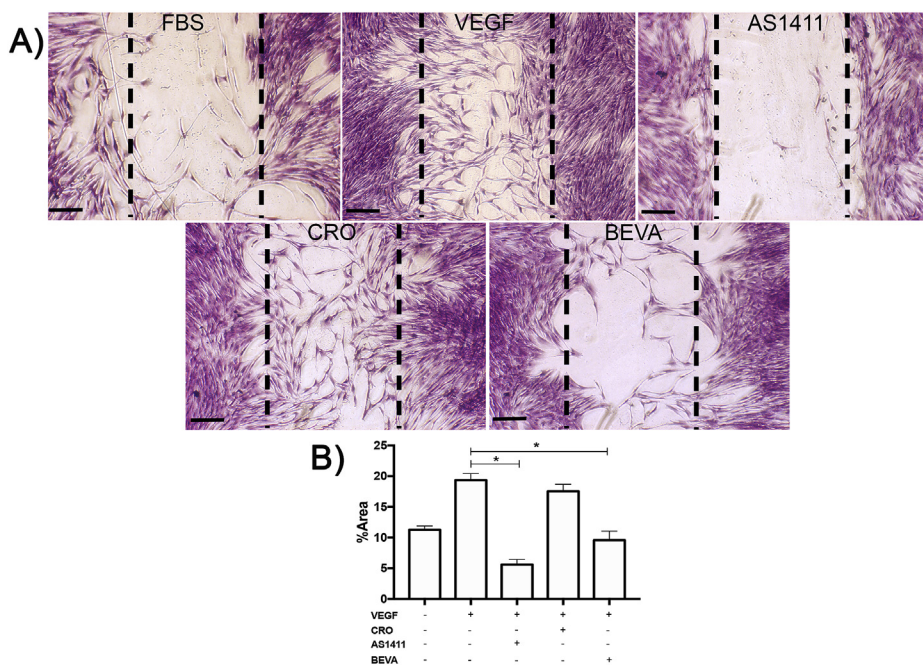 A)
FBS
VEGF
AS1411
CRO
BEVA
B)
* 
*
25
20
15
10
5
0
%Area
VEGF - + + + +
CRO - - - + -
AS1411 - - + - -
BEVA - - - - +